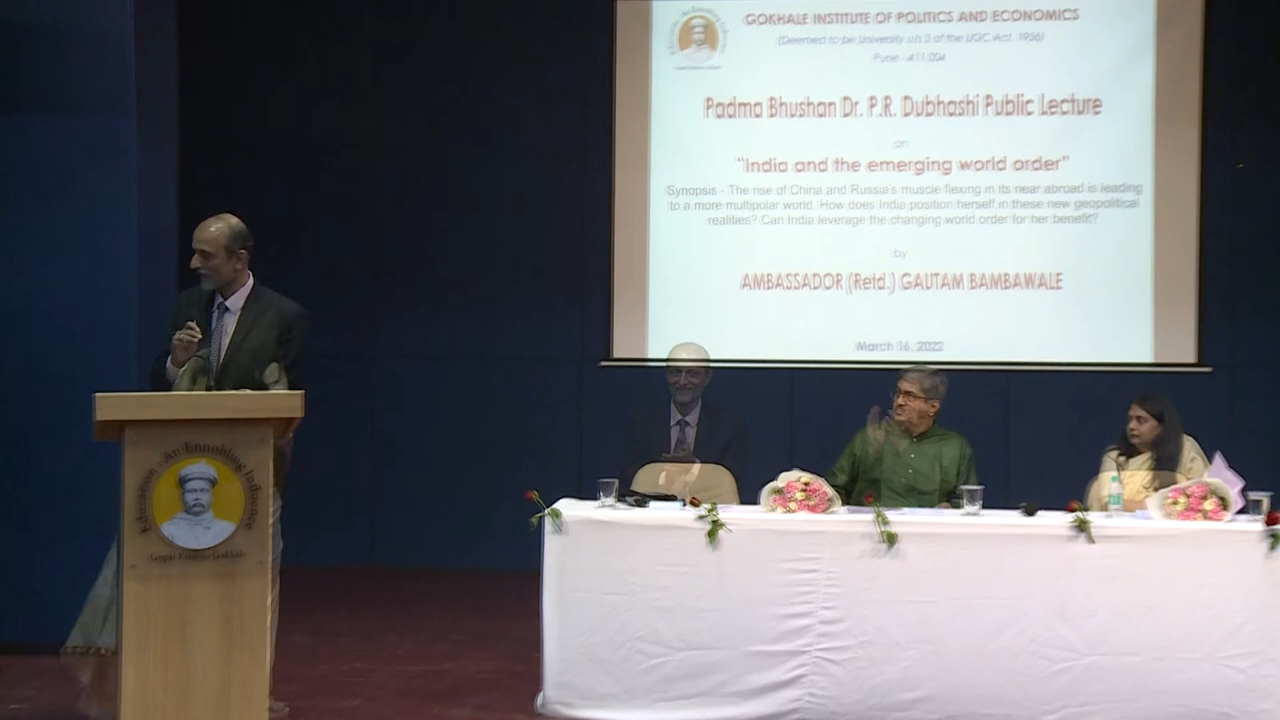 GOKHALE INSTITUTE OF POLITICS AND ECONOMICS
(Deemed to be University u/s 3 of the UGC Act, 1956)
Pune - 411 004
Padma Bhushan Dr. P.R. Dubhashi Public Lecture
on
"India and the emerging world order"
Synopsis - The rise of China and Russia's muscle flexing in its near abroad is leading
to a more multipolar world. How does India position herself in these new geopolitical
realities? Can India leverage the changing world order for her benefit?
by
AMBASSADOR (Retd.) GAUTAM BAMBAWALE
March 16, 2022
Education - An Ennobling Influence
Gopal Krishna Gokhale